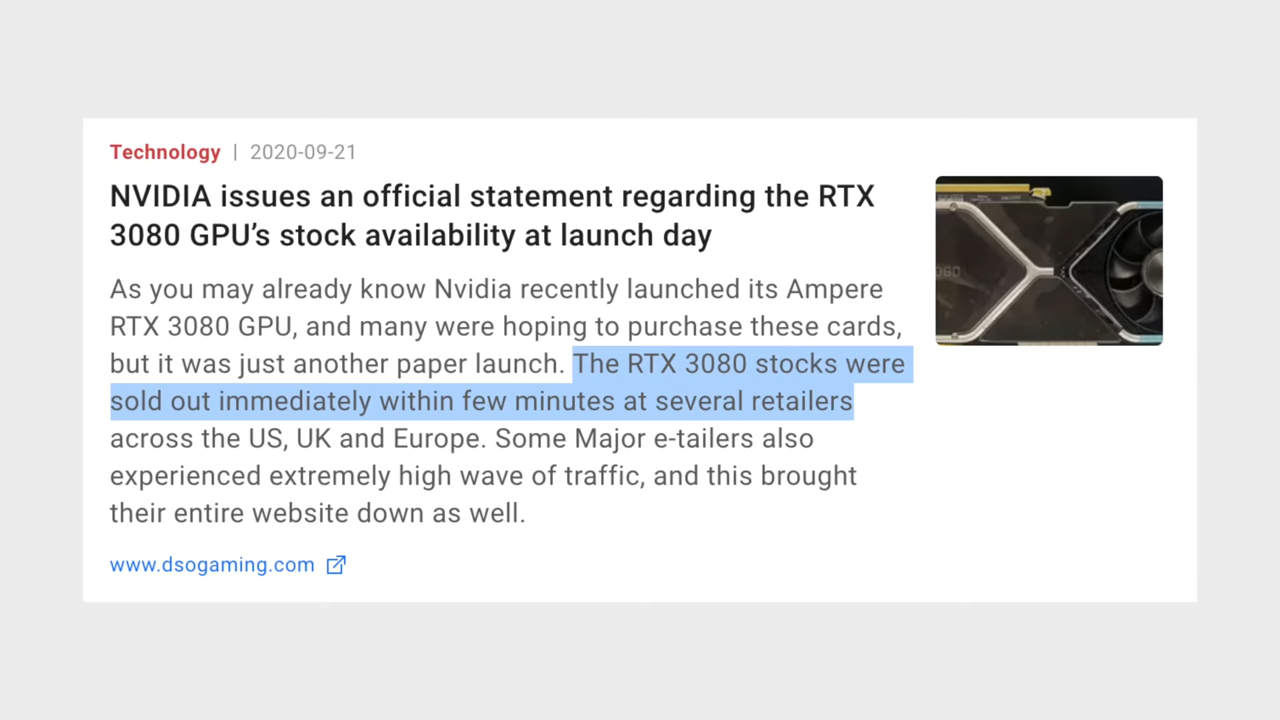 Technology | 2020-09-21
NVIDIA issues an official statement regarding the RTX
3080 GPU’s stock availability at launch day
As you may already know Nvidia recently launched its Ampere
RTX 3080 GPU, and many were hoping to purchase these cards,
but it was just another paper launch. The RTX 3080 stocks were
sold out immediately within few minutes at several retailers
across the US, UK and Europe. Some Major e-tailers also
experienced extremely high wave of traffic, and this brought
their entire website down as well.
www.dsogaming.com